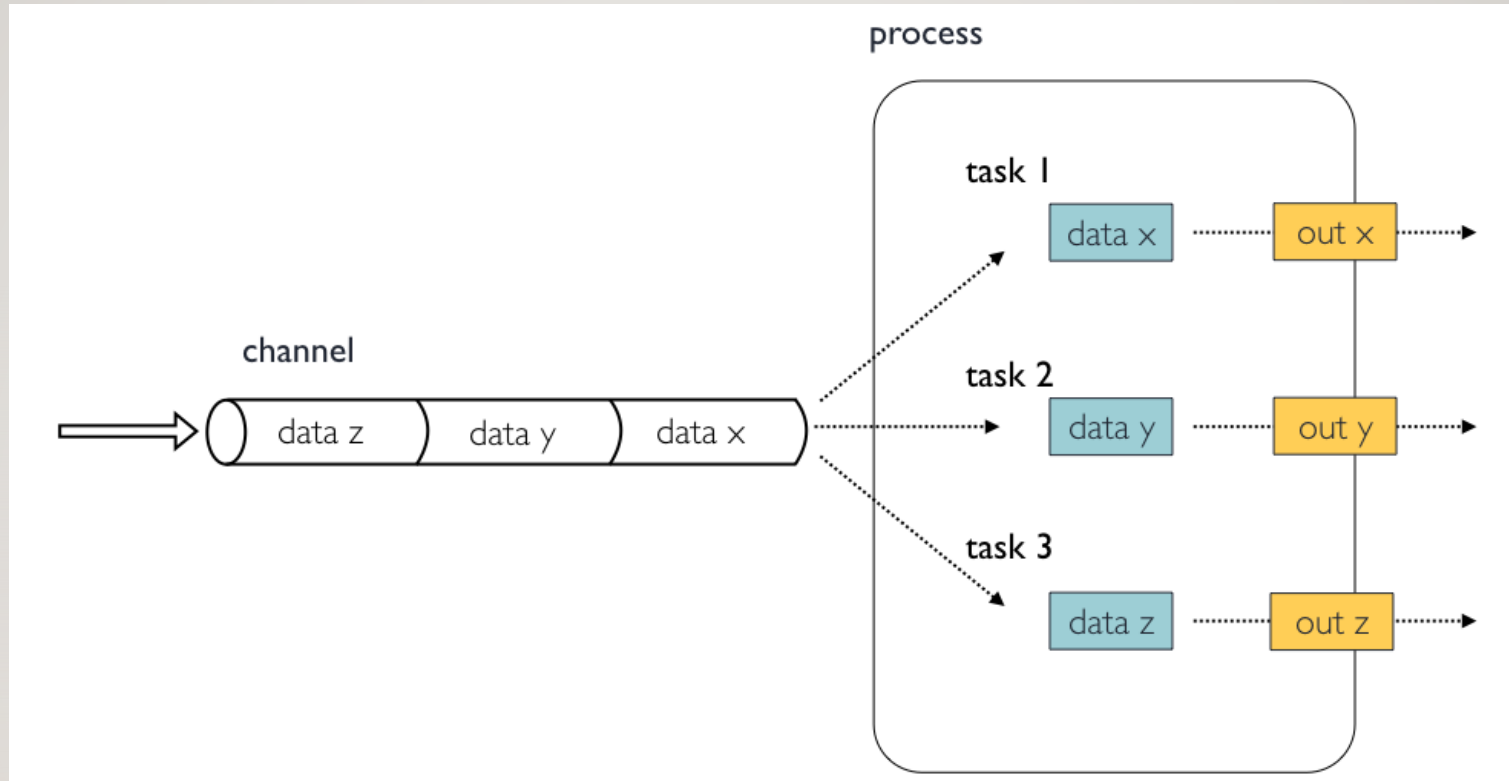 process
task 1
data x
out x
channel
task 2
data z
data y
data x
data y
out y
task 3
data z
out z